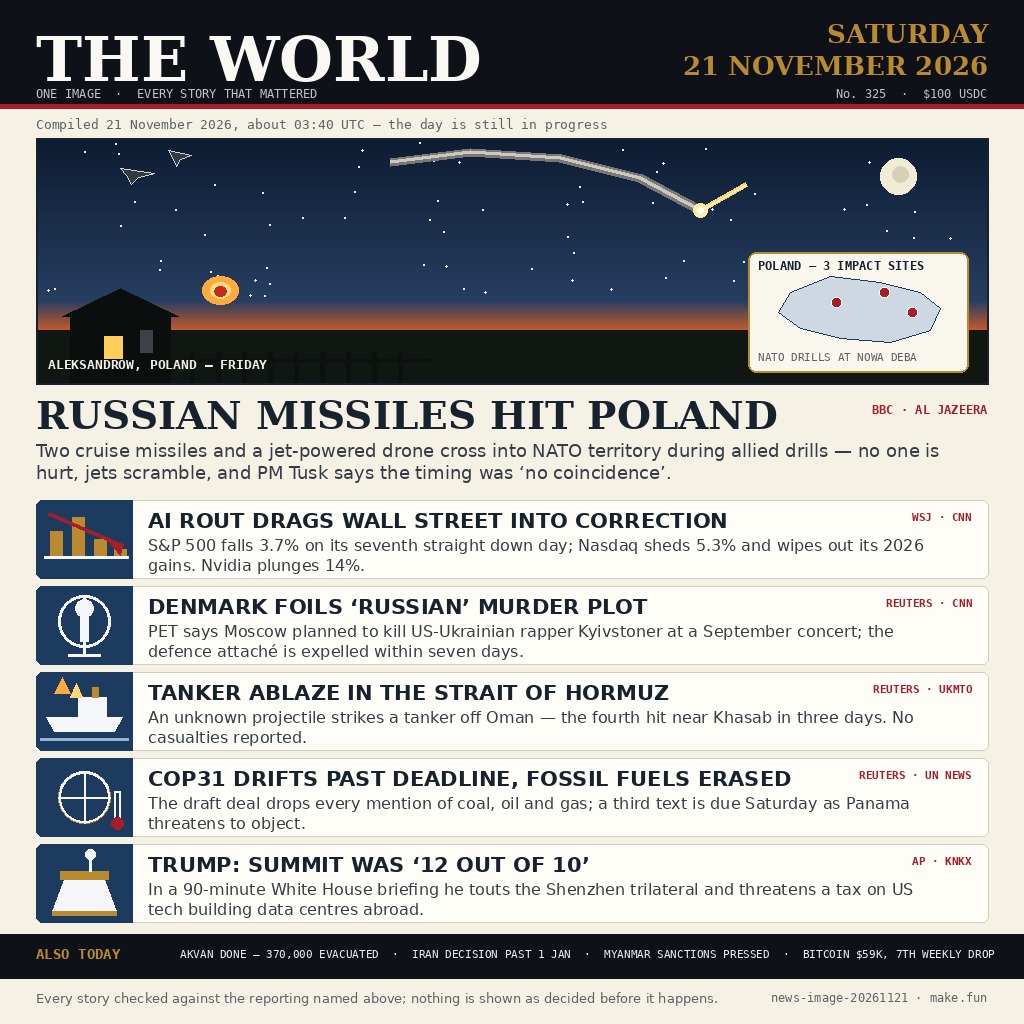 THE WORLD
SATURDAY
21 NOVEMBER 2026
ONE IMAGE · EVERY STORY THAT MATTERED
No. 325 · $100 USDC
Compiled 21 November 2026, about 03:40 UTC — the day is still in progress
POLAND — 3 IMPACT SITES
NATO DRILLS AT NOWA DEBA
ALEKSANDROW, POLAND — FRIDAY
RUSSIAN MISSILES HIT POLAND
BBC · AL JAZEERA
Two cruise missiles and a jet-powered drone cross into NATO territory during allied drills — no one is
hurt, jets scramble, and PM Tusk says the timing was ‘no coincidence’.
AI ROUT DRAGS WALL STREET INTO CORRECTION
WSJ · CNN
S&P 500 falls 3.7% on its seventh straight down day; Nasdaq sheds 5.3% and wipes out its 2026
gains. Nvidia plunges 14%.
DENMARK FOILS ‘RUSSIAN’ MURDER PLOT
REUTERS · CNN
PET says Moscow planned to kill US-Ukrainian rapper Kyivstoner at a September concert; the
defence attaché is expelled within seven days.
TANKER ABLAZE IN THE STRAIT OF HORMUZ
REUTERS · UKMTO
An unknown projectile strikes a tanker off Oman — the fourth hit near Khasab in three days. No
casualties reported.
COP31 DRIFTS PAST DEADLINE, FOSSIL FUELS ERASED
REUTERS · UN NEWS
The draft deal drops every mention of coal, oil and gas; a third text is due Saturday as Panama
threatens to object.
TRUMP: SUMMIT WAS ‘12 OUT OF 10’
AP · KNKX
In a 90-minute White House briefing he touts the Shenzhen trilateral and threatens a tax on US
tech building data centres abroad.
ALSO TODAY
AKVAN DONE — 370,000 EVACUATED · IRAN DECISION PAST 1 JAN · MYANMAR SANCTIONS PRESSED · BITCOIN $59K, 7TH WEEKLY DROP
Every story checked against the reporting named above; nothing is shown as decided before it happens.
news-image-20261121 · make.fun